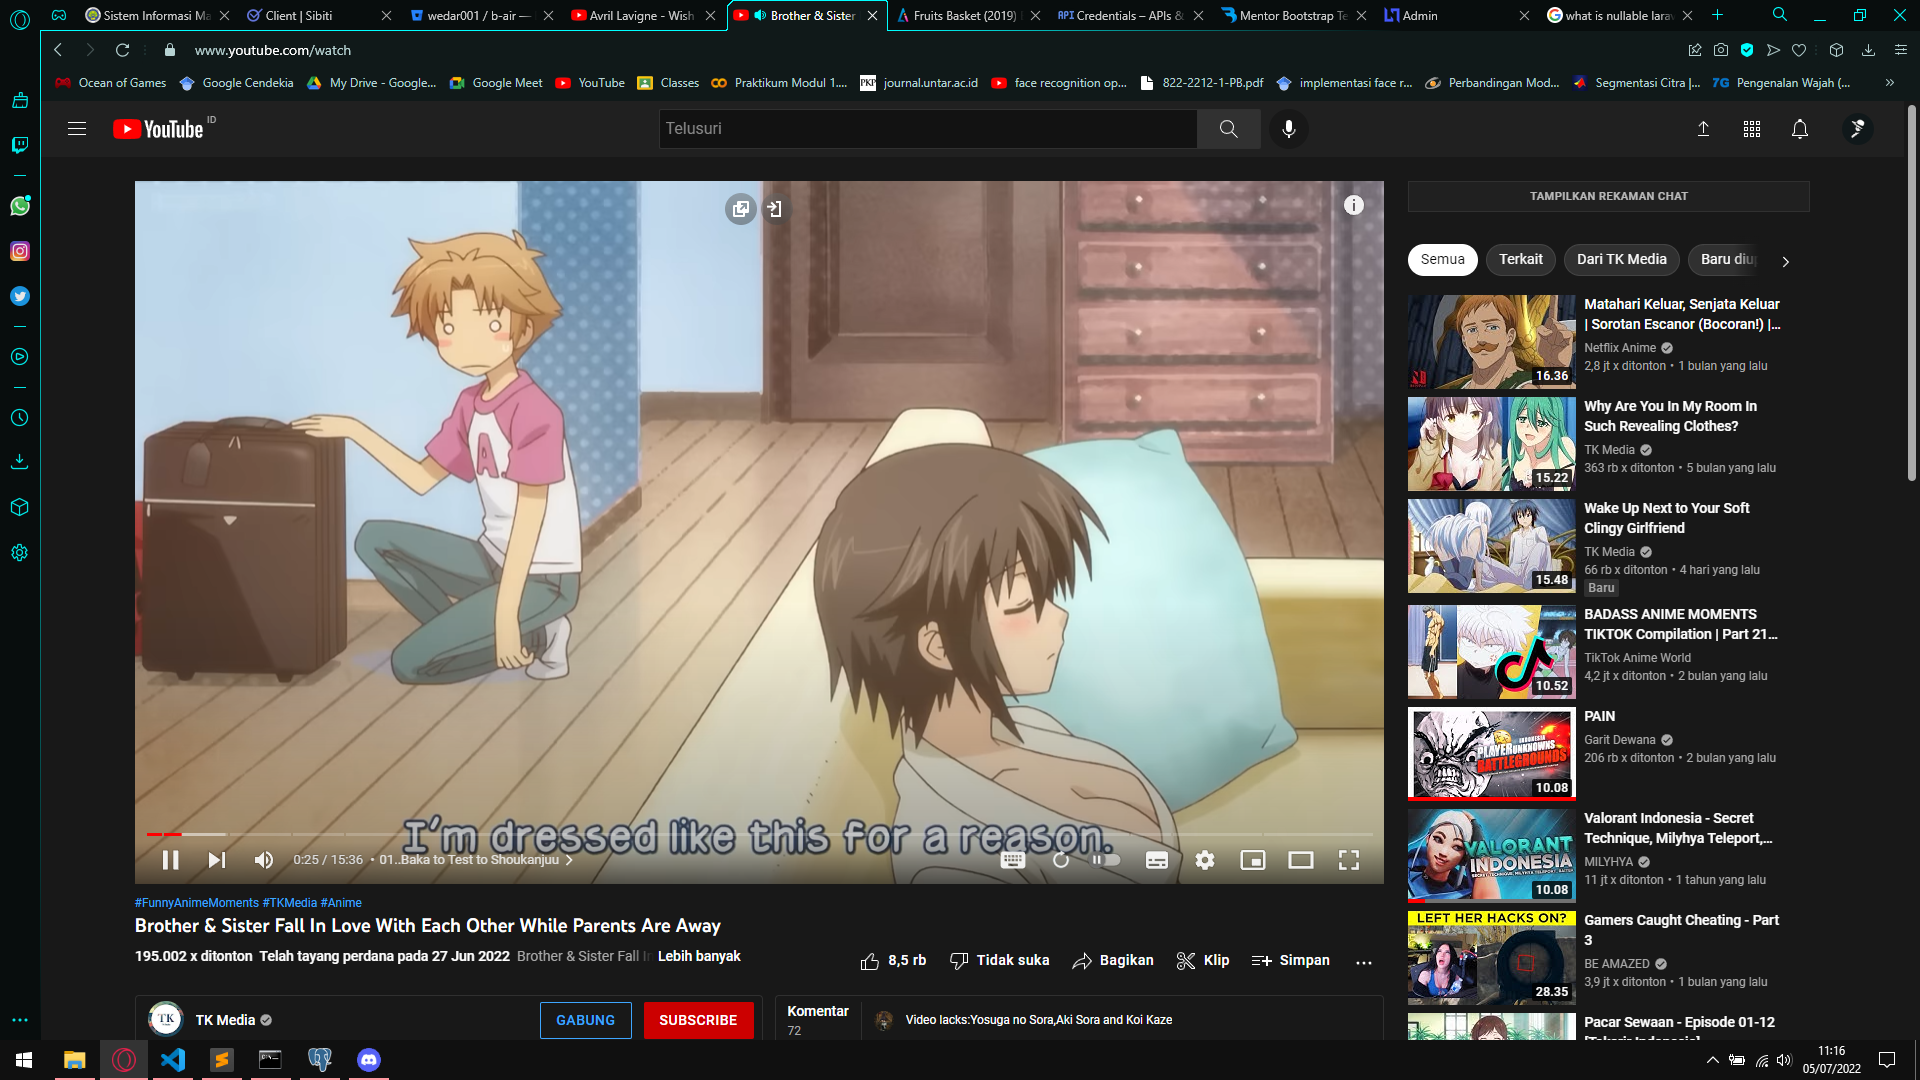 Sistem Informasi Ma
Client | Sibiti
wedar001 / b-air —
Avril Lavigne - Wish
Brother & Sister
Fruits Basket (2019)
API Credentials – APIs &
Mentor Bootstrap Te
Admin
what is nullable larav
www.youtube.com/watch
Ocean of Games
Google Cendekia
My Drive - Google...
Google Meet
YouTube
Classes
Praktikum Modul 1....
PKP journal.untar.ac.id
face recognition op...
822-2212-1-PB.pdf
implementasi face r...
Perbandingan Mod...
Segmentasi Citra |...
7G Pengenalan Wajah (...
YouTube ID
Telusuri
A
I'm dressed like this for a reason.
0:25 / 15:36 • 01..Baka to Test to Shoukanjuu
#FunnyAnimeMoments #TKMedia #Anime
Brother & Sister Fall In Love With Each Other While Parents Are Away
195.002 x ditonton Telah tayang perdana pada 27 Jun 2022 Brother & Sister Fall In Lebih banyak
8,5 rb
Tidak suka
Bagikan
Klip
Simpan
TK
TK Media
GABUNG
SUBSCRIBE
Komentar
72
Video lacks:Yosuga no Sora,Aki Sora and Koi Kaze
TAMPILKAN REKAMAN CHAT
Semua
Terkait
Dari TK Media
Baru diup
16.36
Matahari Keluar, Senjata Keluar
| Sorotan Escanor (Bocoran!) |...
Netflix Anime
2,8 jt x ditonton • 1 bulan yang lalu
15.22
Why Are You In My Room In
Such Revealing Clothes?
TK Media
363 rb x ditonton • 5 bulan yang lalu
15.48
Wake Up Next to Your Soft
Clingy Girlfriend
TK Media
66 rb x ditonton • 4 hari yang lalu
Baru
10.52
BADASS ANIME MOMENTS
TIKTOK Compilation | Part 21...
TikTok Anime World
4,2 jt x ditonton • 2 bulan yang lalu
INDONESIA
PLAYERUNKNOWNS
BATTLEGROUNDS
10.08
PAIN
Garit Dewana
206 rb x ditonton • 2 bulan yang lalu
VALORANT
INDONESIA
10.08
Valorant Indonesia - Secret
Technique, Milyhya Teleport,...
MILYHYA
11 jt x ditonton • 1 tahun yang lalu
LEFT HER HACKS ON?
28.35
Gamers Caught Cheating - Part
3
BE AMAZED
3,9 jt x ditonton • 1 bulan yang lalu
Pacar Sewaan - Episode 01-12
11:16
05/07/2022